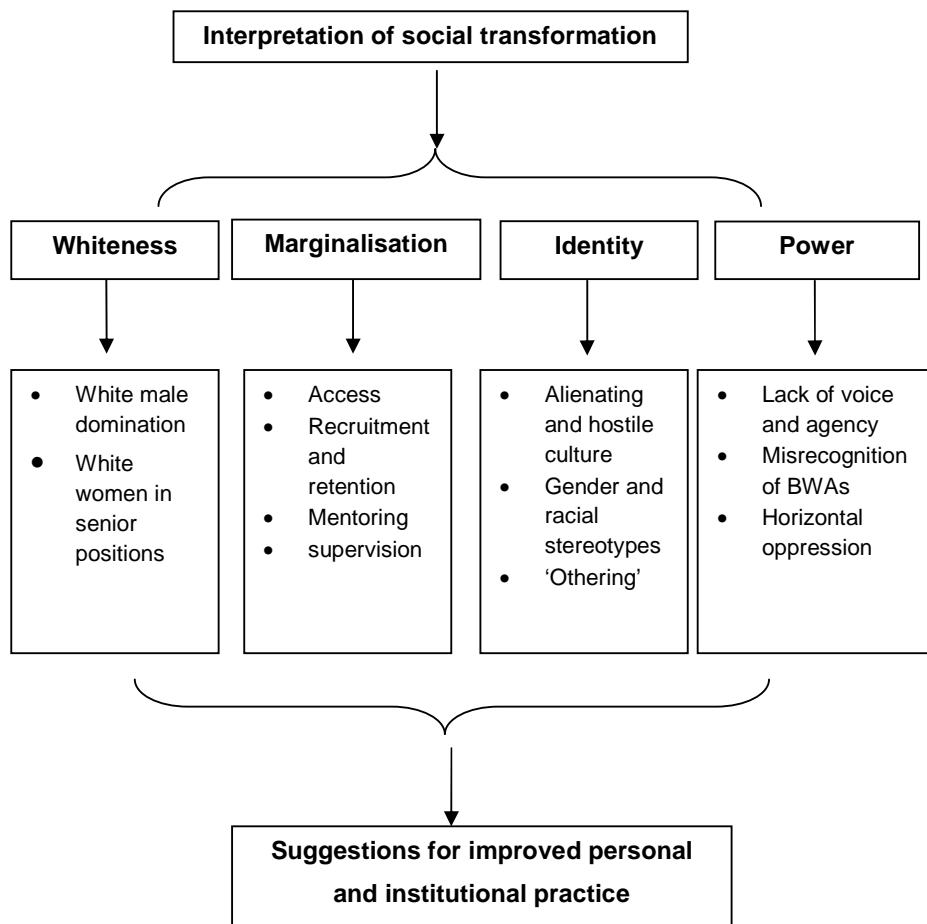 Interpretation of social transformation
Whiteness
Marginalisation
Identity
Power
• White male
domination
• White
women in
senior
positions
• Access
• Recruitment
and
retention
• Mentoring
• supervision
• Alienating
and hostile
culture
• Gender and
racial
stereotypes
• ‘Othering’
• Lack of voice
and agency
• Misrecognition
of BWAs
• Horizontal
oppression
Suggestions for improved personal
and institutional practice